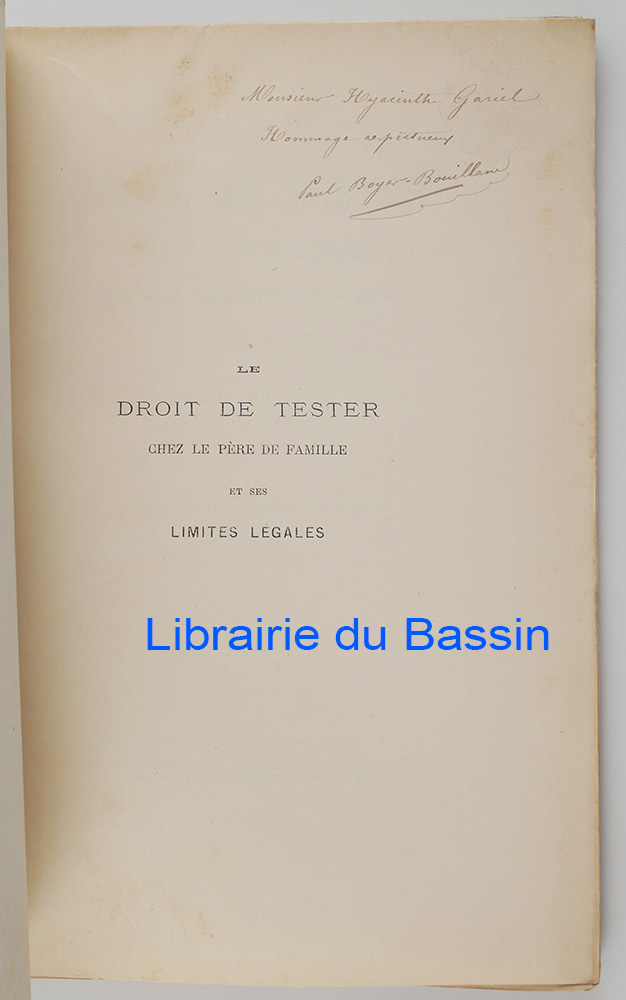 Monsieur Hyacinth Gariel
Hommage respectueux
Paul Boyer-Bouillane
LE
DROIT DE TESTER
CHEZ LE PÈRE DE FAMILLE
ET SES
LIMITES LÉGALES
Librairie du Bassin